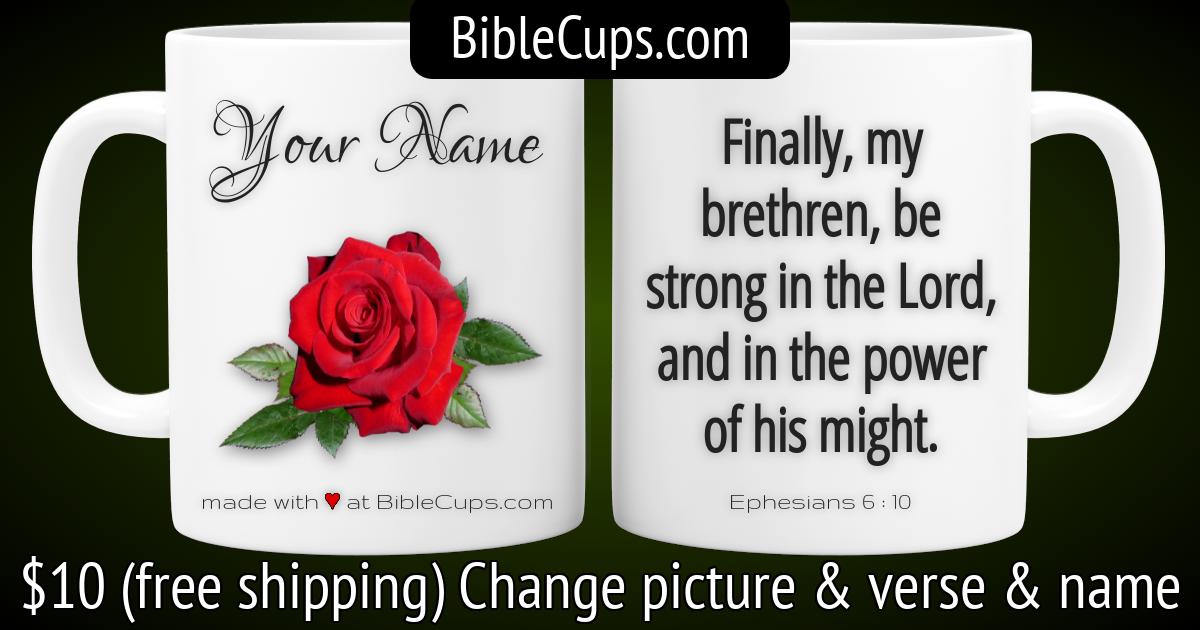 BibleCups.com
Your Name
made with ♥ at BibleCups.com
Finally, my
brethren, be
strong in the Lord,
and in the power
of his might.
Ephesians 6 : 10
$10 (free shipping) Change picture & verse & name